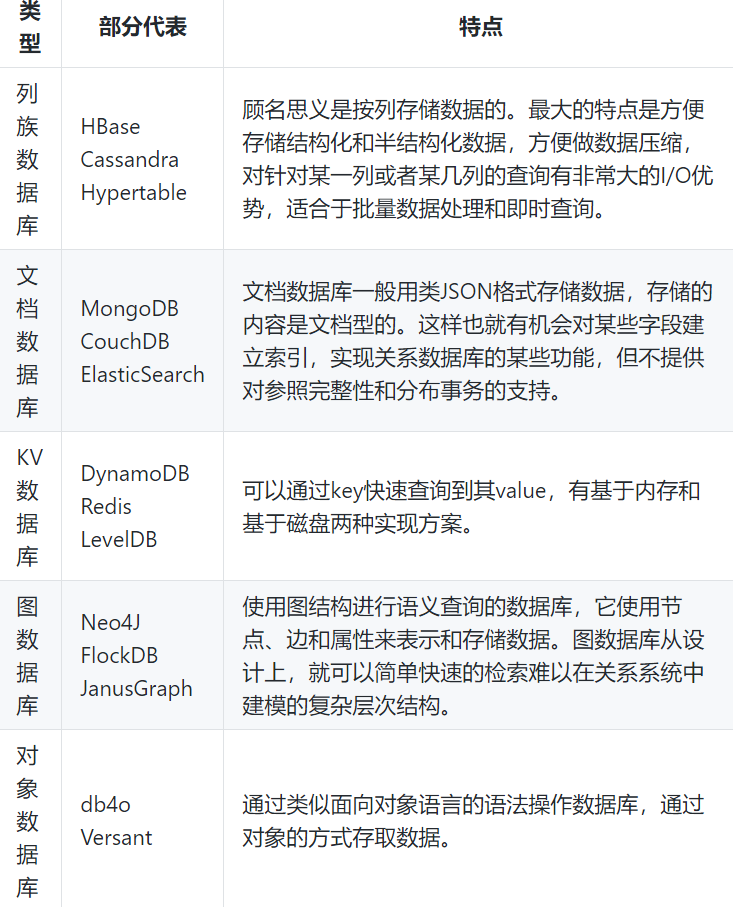 类型
部分代表
特点
列族数据库
HBase
Cassandra
Hypertable
顾名思义是按列存储数据的。最大的特点是方便
存储结构化和半结构化数据，方便做数据压缩，
对针对某一列或者某几列的查询有非常大的I/O优
势，适合于批量数据处理和即时查询。
文档数据库
MongoDB
CouchDB
ElasticSearch
文档数据库一般用类JSON格式存储数据，存储的
内容是文档型的。这样也就有机会对某些字段建
立索引，实现关系数据库的某些功能，但不提供
对参照完整性和分布事务的支持。
KV数据库
DynamoDB
Redis
LevelDB
可以通过key快速查询到其value，有基于内存和
基于磁盘两种实现方案。
图数据库
Neo4J
FlockDB
JanusGraph
使用图结构进行语义查询的数据库，它使用节
点、边和属性来表示和存储数据。图数据库从设
计上，就可以简单快速的检索难以在关系系统中
建模的复杂层次结构。
对象数据库
db4o
Versant
通过类似面向对象语言的语法操作数据库，通过
对象的方式存取数据。